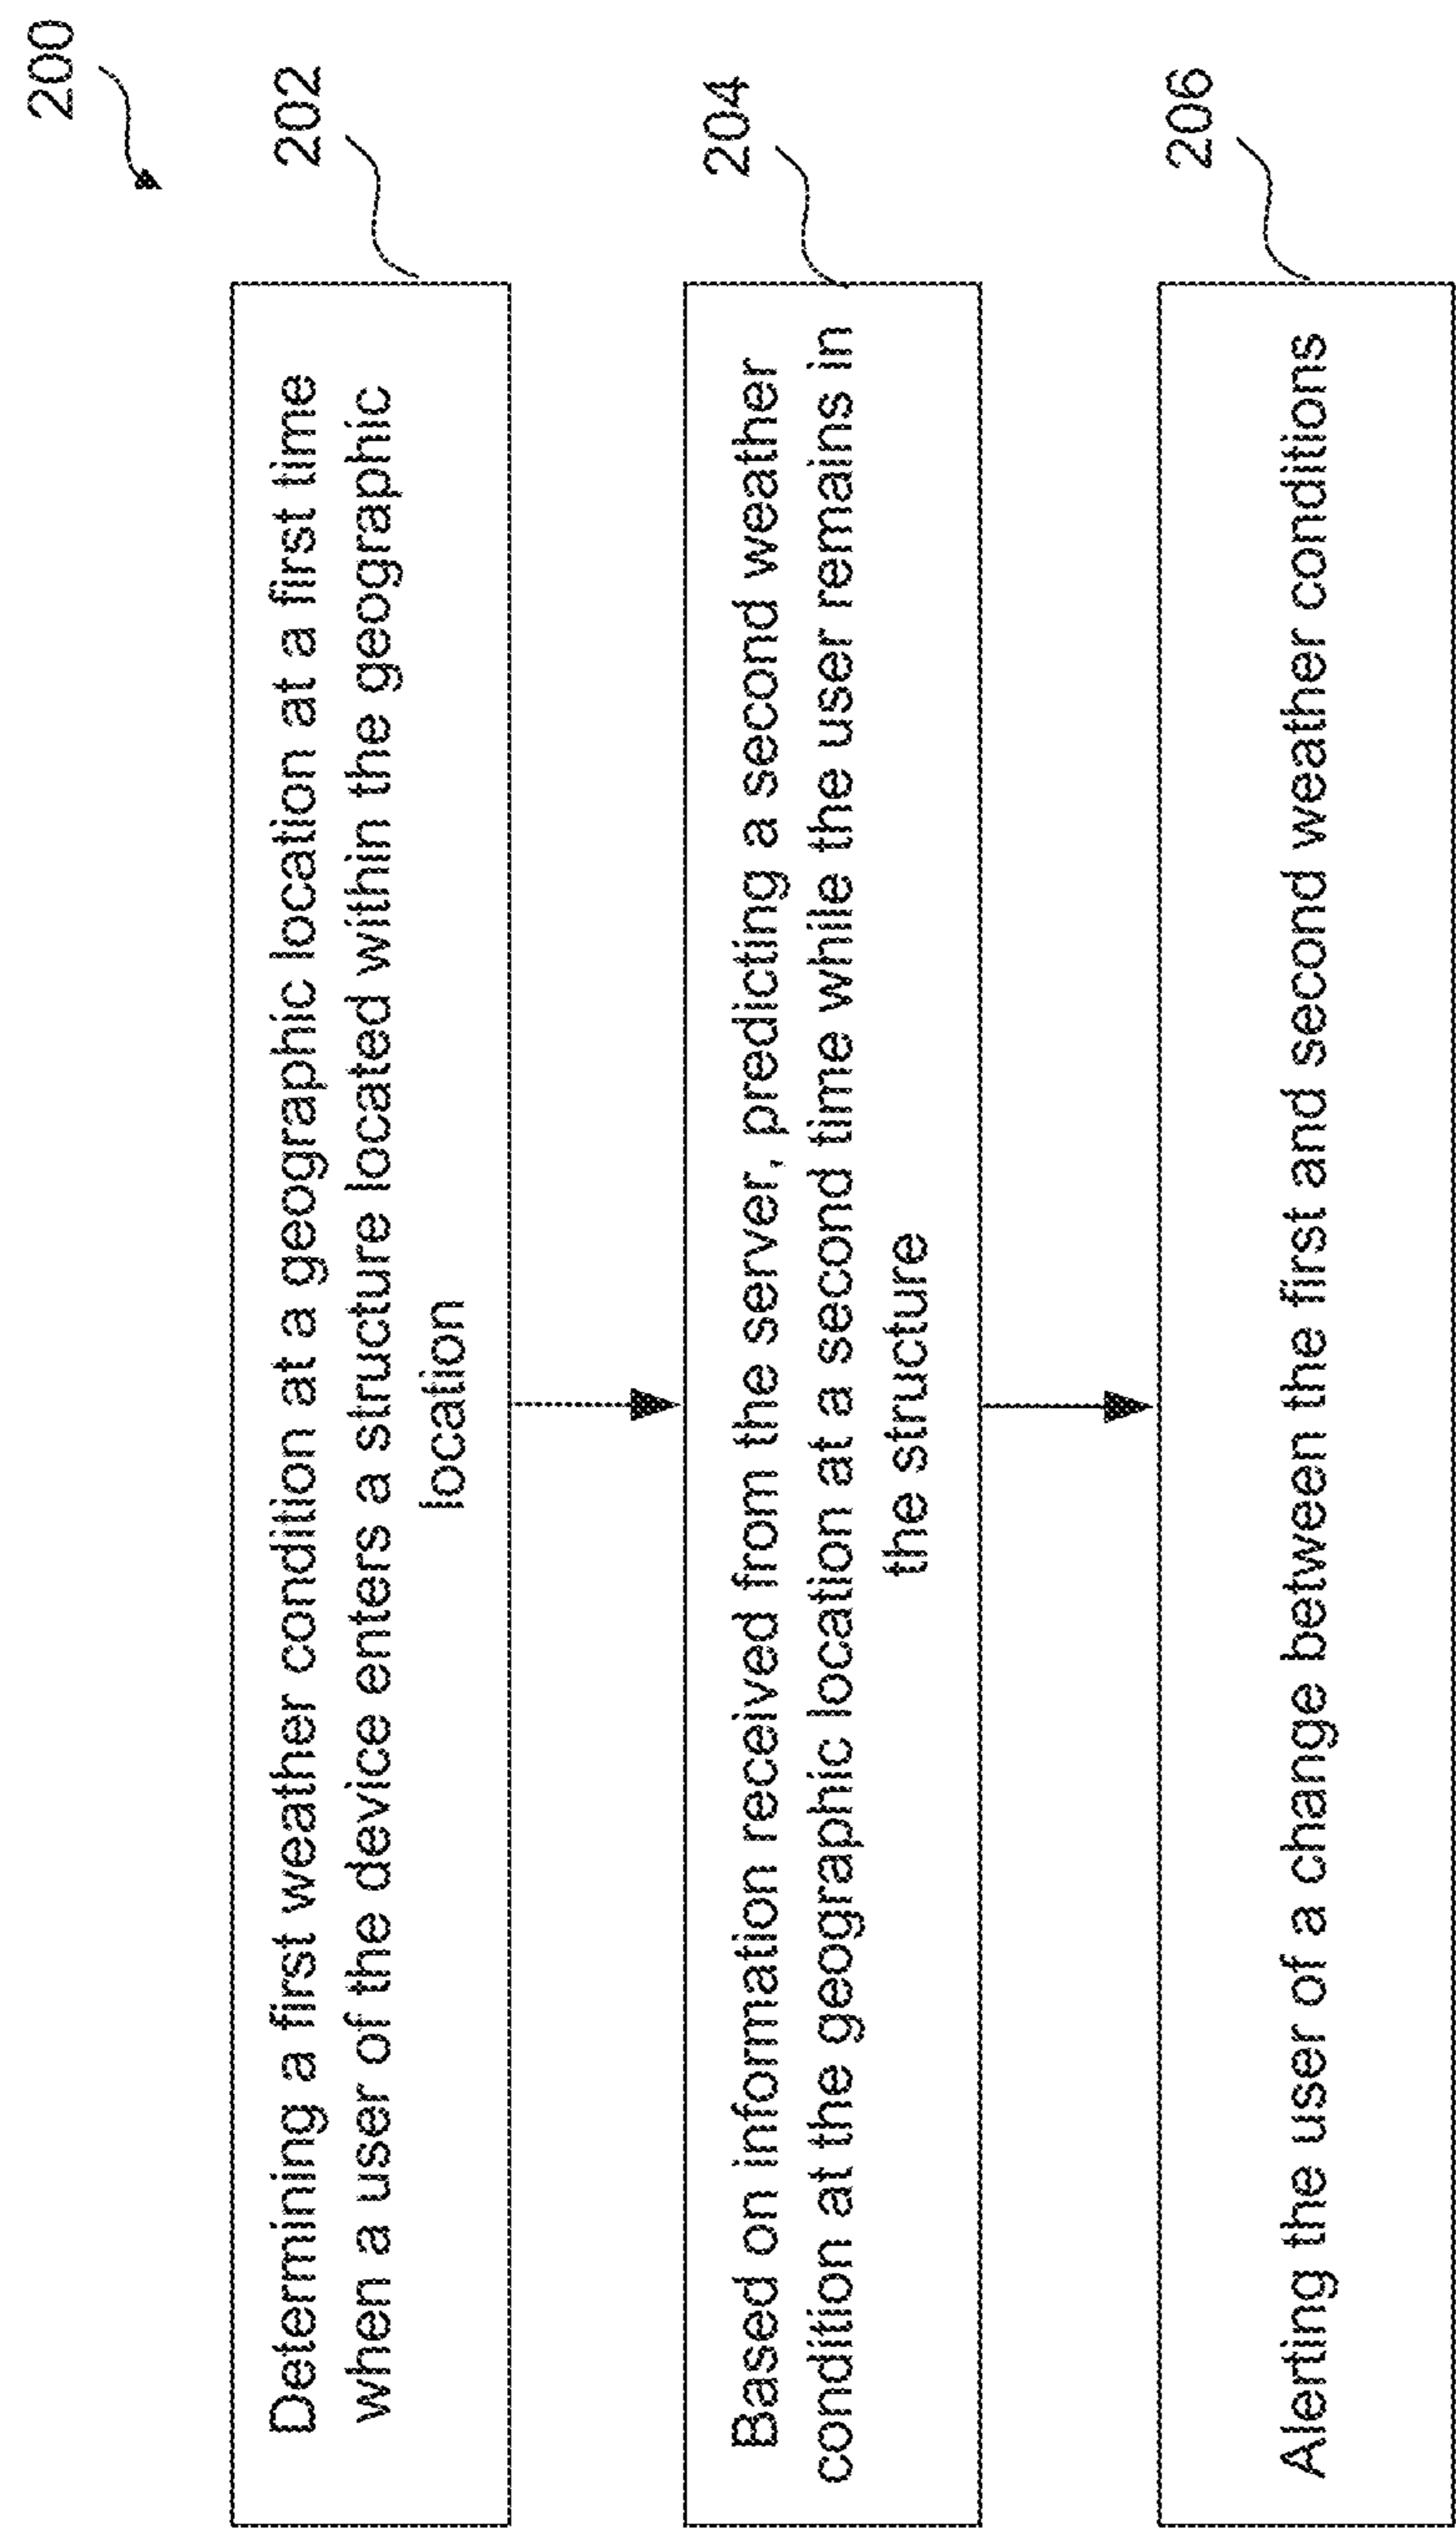 200
202
Determining a first weather condition at a geographic location at a first time
when a user of the device enters a structure located within the geographic
location
204
Based on information received from the server, predicting a second weather
condition at the geographic location at a second time while the user remains in
the structure
206
Alerting the user of a change between the first and second weather conditions